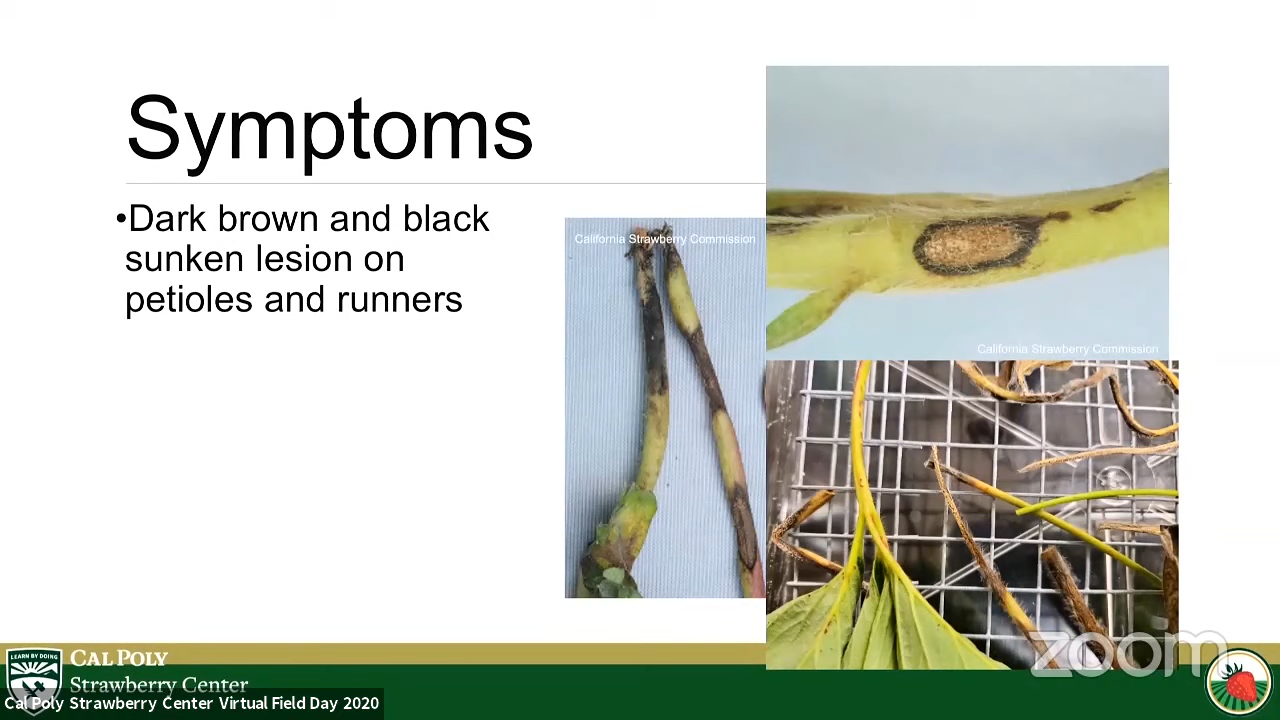 Symptoms
•Dark brown and black
sunken lesion on
petioles and runners
California Strawberry Commission
California Strawberry Commission
zoom
LEARN BY DOING
CAL POLY
Strawberry Center
Cal Poly Strawberry Center Virtual Field Day 2020